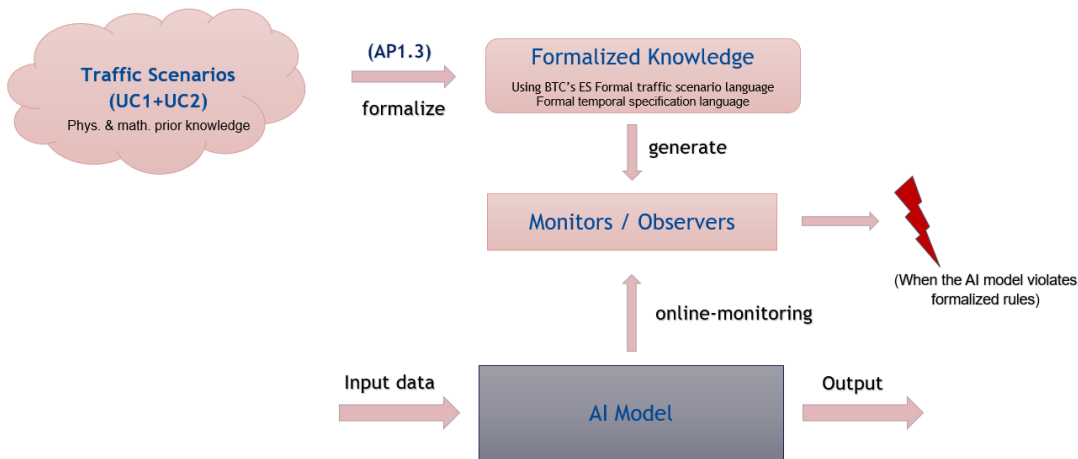 Traffic Scenarios
(UC1+UC2)
Phys. & math. prior knowledge
(AP1.3)
formalize
Formalized Knowledge
Using BTC's ES Formal traffic scenario language
Formal temporal specification language
generate
Monitors / Observers
(When the AI model violates
formalized rules)
online-monitoring
Input data
AI Model
Output